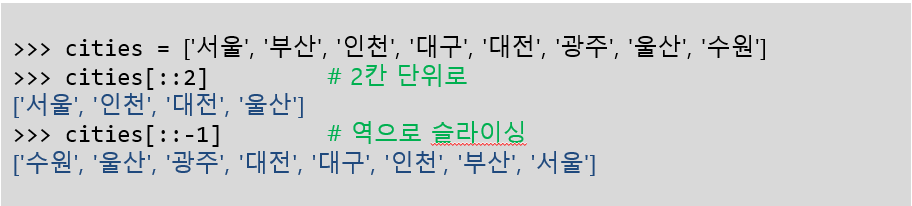 >>> cities = ['서울', '부산', '인천', '대구', '대전', '광주', '울산', '수원']
>>> cities[::2] # 2칸 단위로
['서울', '인천', '대전', '울산']
>>> cities[::-1] # 역으로 슬라이싱
['수원', '울산', '광주', '대전', '대구', '인천', '부산', '서울']